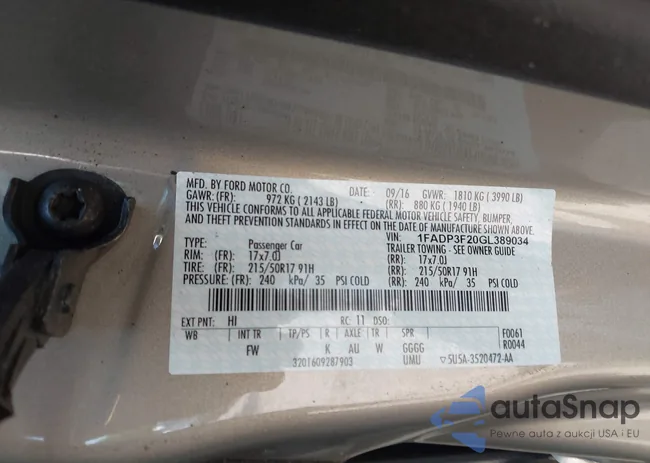 MFD. BY FORD MOTOR CO. DATE: 09/16 GVWR: 1810 KG ( 3990 LB)
GAWR: (FR): 972 KG ( 2143 LB) (RR): 880 KG ( 1940 LB)
THIS VEHICLE CONFORMS TO ALL APPLICABLE FEDERAL MOTOR VEHICLE SAFETY, BUMPER,
AND THEFT PREVENTION STANDARDS IN EFFECT ON THE DATE OF MANUFACTURE SHOWN ABOVE.
VIN: 1FADP3F20GL389034
TYPE: Passenger Car TRAILER TOWING - SEE OWNER GUIDE
RIM: (FR): 17x7.0J (RR): 17x7.0J
TIRE: (FR): 215/50R17 91H (RR): 215/50R17 91H
PRESSURE: (FR): 240 kPa/ 35 PSI COLD (RR): 240 kPa/ 35 PSI COLD
EXT PNT: HI RC: 11 DSO:
WB INT TR TP/PS R AXLE TR SPR F0061
FW K AU W GGGG R0044
3201609287903 UMU 5U5A-3520472-AA
autaSnap
Pewne auta z aukcji USA i EU